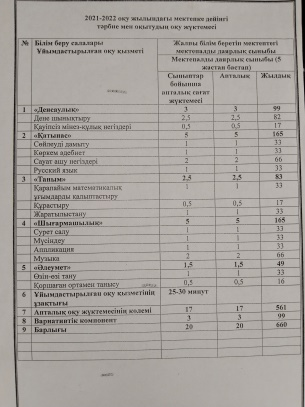 2021-2022 оқу жылындағы мектепке дейінгі
тәрбие мен оқытудың оқу жүктемесі
№ Білім беру салалары Ұйымдастырылған оқу қызметі
Жалпы білім беретін мектептегі мектепалды даярлық сыныбы
Мектепалды даярлық сыныбы (5 жастан бастап)
Сыныптар бойынша апталық сағат жүктемесі Апталық Жылдық
1 «Денсаулық» 3 3 99
Дене шынықтыру 2,5 2,5 82
Қауіпсіз мінез-құлық негіздері 0,5 0,5 17
2 «Қатынас» 5 5 165
Сөйлеуді дамыту 1 1 33
Көркем әдебиет 1 1 33
Сауат ашу негіздері 2 2 66
Русский язык 1 1 33
3 «Таным» 2,5 2,5 83
Қарапайым математикалық ұғымдарды қалыптастыру 1 1 33
Құрастыру 0,5 0,5 17
Жаратылыстану 1 1 33
4 «Шығармашылық» 5 5 165
Сурет салу 1 1 33
Мүсіндеу 1 1 33
Аппликация 1 1 33
Музыка 2 2 66
5 «Әлеумет» 1,5 1,5 49
Өзін-өзі тану 1 1 33
Қоршаған ортамен танысу 0,5 0,5 16
6 Ұйымдастырылған оқу қызметінің ұзақтығы 25-30 минут
7 Апталық оқу жүктемесінің көлемі 17 17 561
8 Вариативтік компонент 3 3 99
9 Барлығы 20 20 660